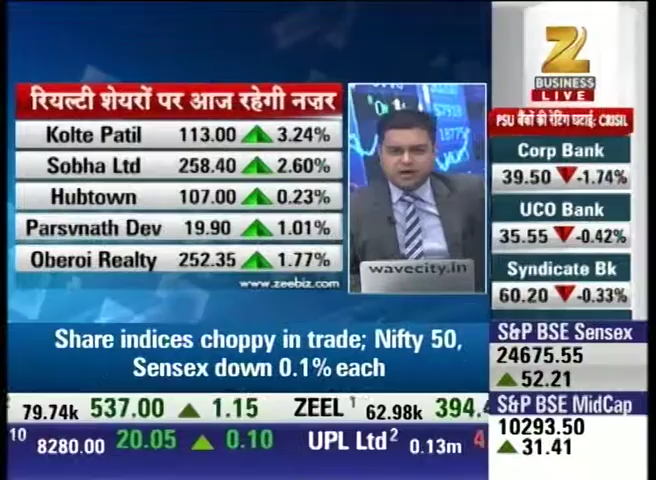 रियल्टी शेयरों पर आज रहेगी नज़र
Kolte Patil 113.00 3.24%
Sobha Ltd 258.40 2.60%
Hubtown 107.00 0.23%
Parsvnath Dev 19.90 1.01%
Oberoi Realty 252.35 1.77%
www.zeebiz.com
wavecity.in
Z
BUSINESS
LIVE
PSU बैंकों की रेटिंग घटाई: CRISIL
Corp Bank
39.50 -1.74%
UCO Bank
35.55 -0.42%
Syndicate Bk
60.20 -0.33%
Share indices choppy in trade; Nifty 50,
Sensex down 0.1% each
S&P BSE Sensex
24675.55
52.21
S&P BSE MidCap
10293.50
31.41
79.74k 537.00 1.15 ZEEL 1 62.98k 394.4
10 8280.00 20.05 0.10 UPL Ltd 2 0.13m 4